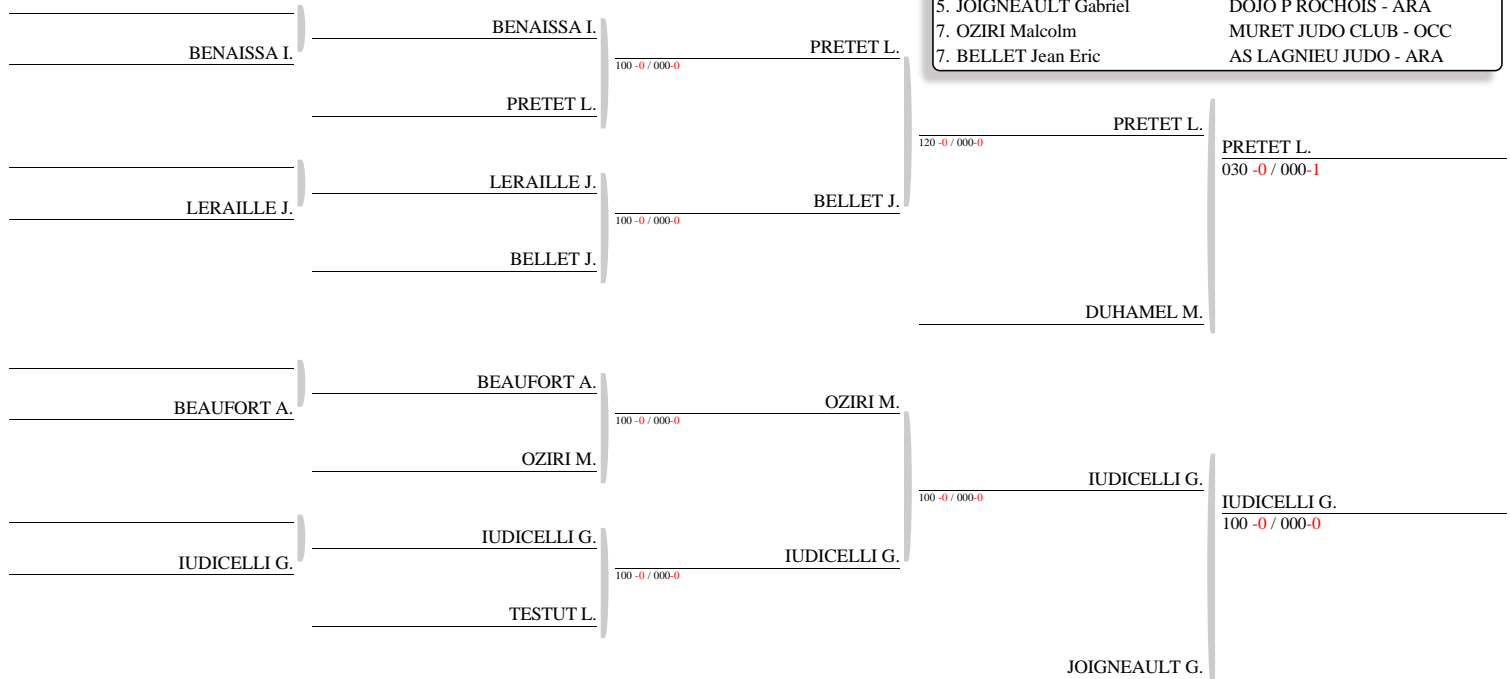 5. JOIGNEAULT Gabriel DOJO P ROCHOIS - ARA
7. OZIRI Malcolm MURET JUDO CLUB - OCC
7. BELLET Jean Eric AS LAGNIEU JUDO - ARA
BENAISSA I.
LERAILLE J.
BEAUFORT A.
IUDICELLI G.
BENAISSA I.
PRETET L.
LERAILLE J.
BELLET J.
BEAUFORT A.
OZIRI M.
IUDICELLI G.
TESTUT L.
PRETET L.
100 -0 / 000-0
BELLET J.
100 -0 / 000-0
OZIRI M.
100 -0 / 000-0
IUDICELLI G.
100 -0 / 000-0
PRETET L.
120 -0 / 000-0
DUHAMEL M.
IUDICELLI G.
100 -0 / 000-0
JOIGNEAULT G.
PRETET L.
030 -0 / 000-1
IUDICELLI G.
100 -0 / 000-0